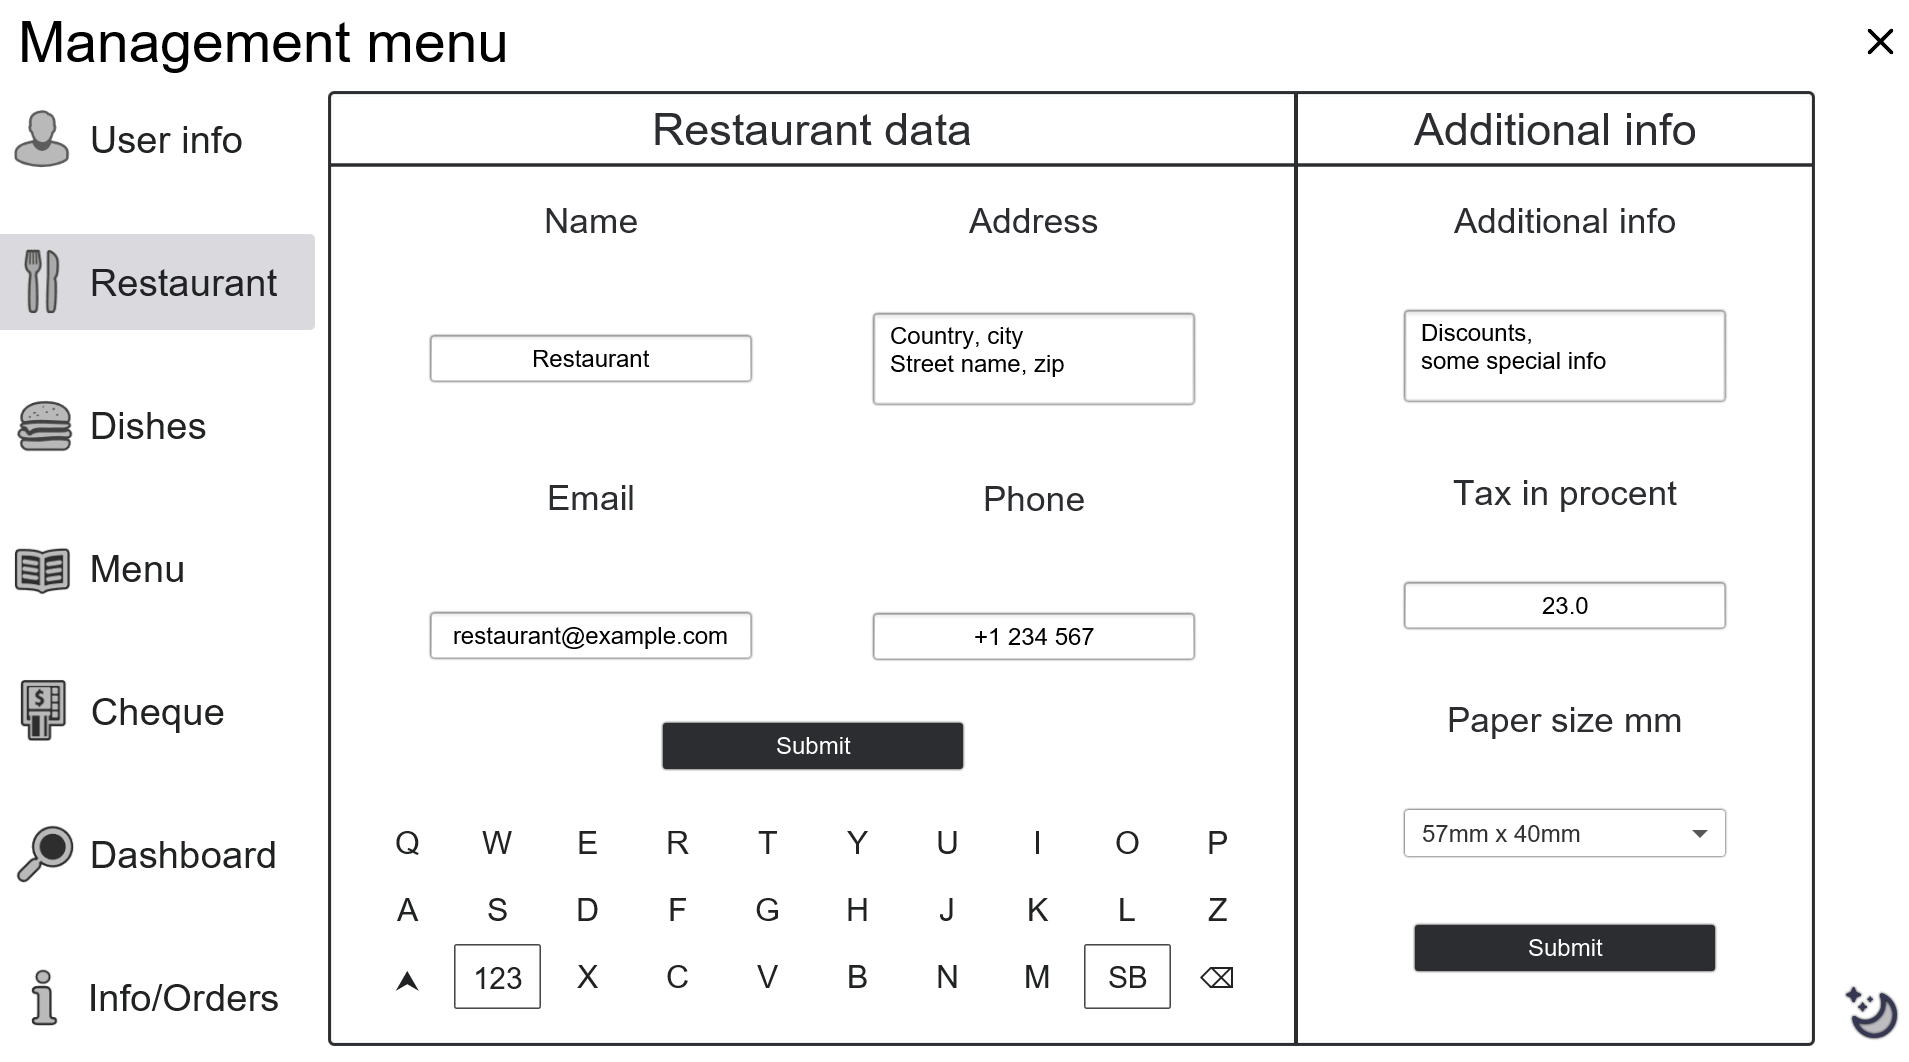 Management menu
User info
Restaurant
Dishes
Menu
Cheque
Dashboard
Info/Orders
Restaurant data
Name
Restaurant
Address
Country, city
Street name, zip
Email
restaurant@example.com
Phone
+1 234 567
Submit
Q W E R T Y U I O P
A S D F G H J K L Z
123 X C V B N M SB ⌫
Additional info
Additional info
Discounts,
some special info
Tax in procent
23.0
Paper size mm
57mm x 40mm
Submit